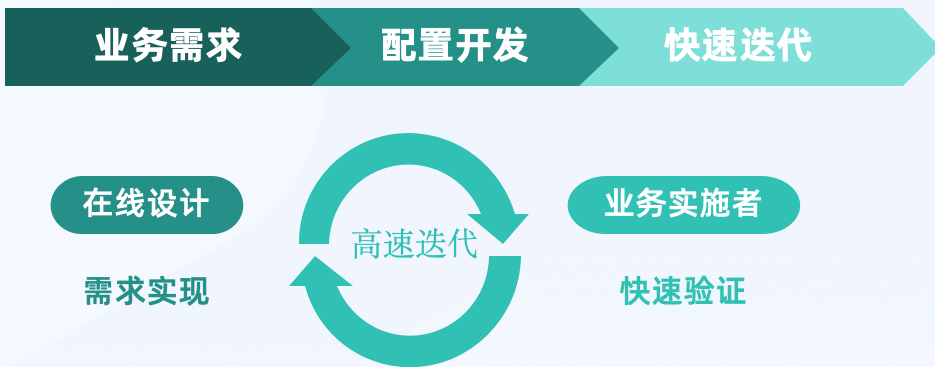 业务需求
配置开发
快速迭代
在线设计
业务实施者
高速迭代
需求实现
快速验证